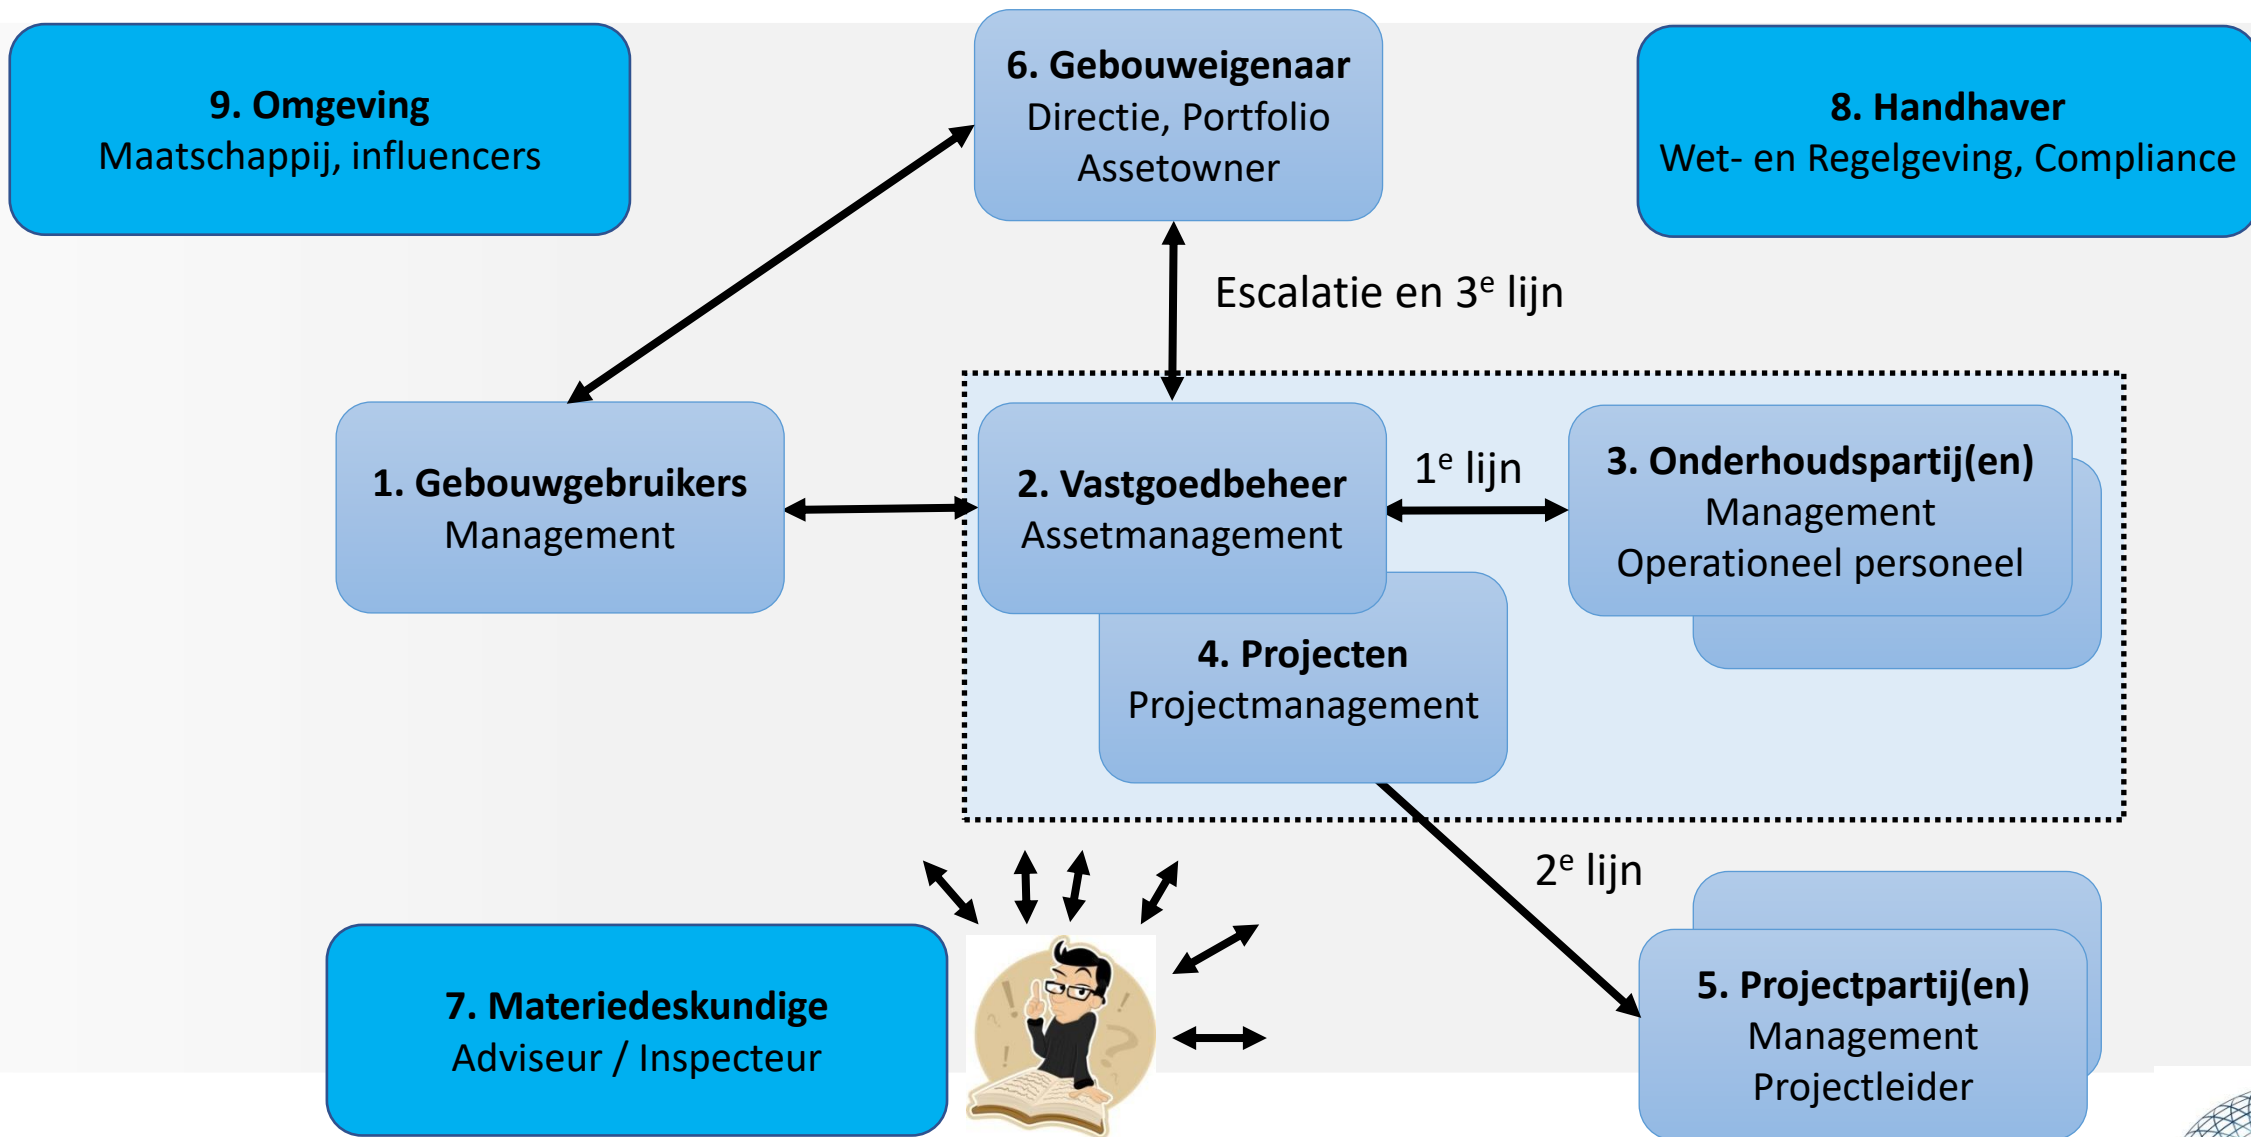 9. Omgeving
Maatschappij, influencers
6. Gebouweigenaar
Directie, Portfolio
Assetowner
8. Handhaver
Wet- en Regelgeving, Compliance
Escalatie en 3e lijn
1. Gebouwgebruikers
Management
2. Vastgoedbeheer
Assetmanagement
1e lijn
3. Onderhoudspartij(en)
Management
Operationeel personeel
4. Projecten
Projectmanagement
2e lijn
7. Materiedeskundige
Adviseur / Inspecteur
5. Projectpartij(en)
Management
Projectleider